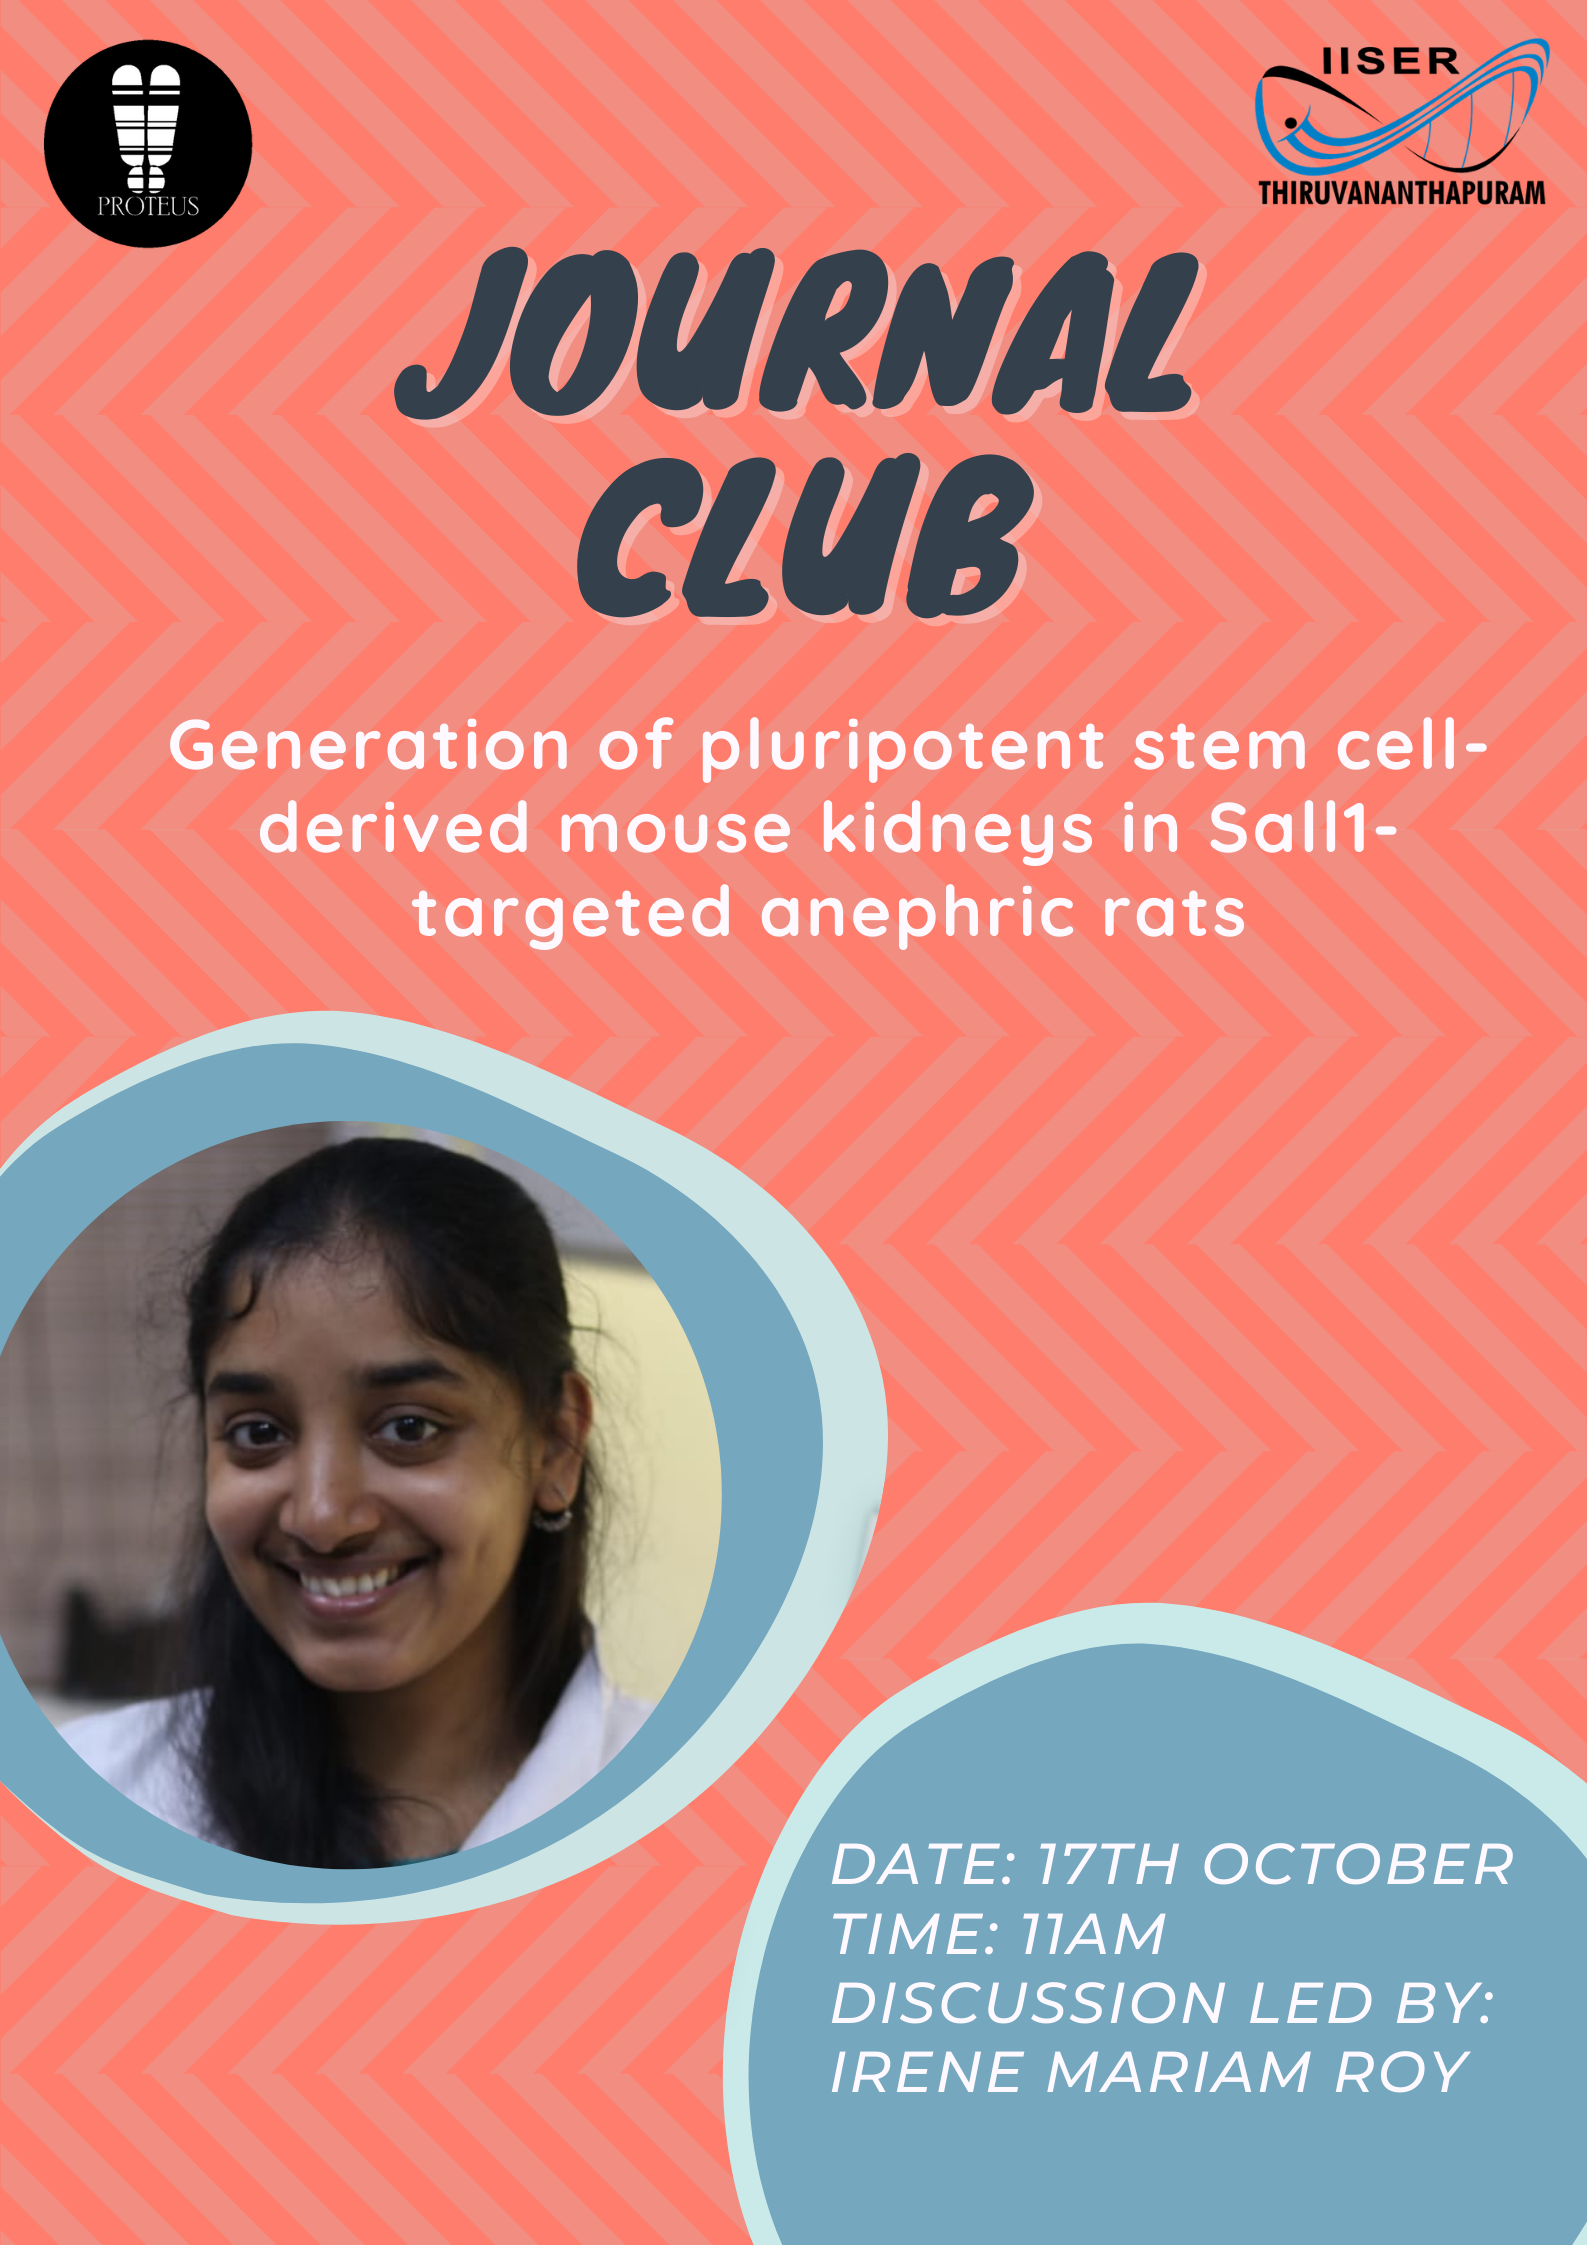 PROTEUS
IISER
THIRUVANANTHAPURAM
JOURNAL
CLUB
Generation of pluripotent stem cell-
derived mouse kidneys in Sall1-
targeted anephric rats
DATE: 17TH OCTOBER
TIME: 11AM
DISCUSSION LED BY:
IRENE MARIAM ROY